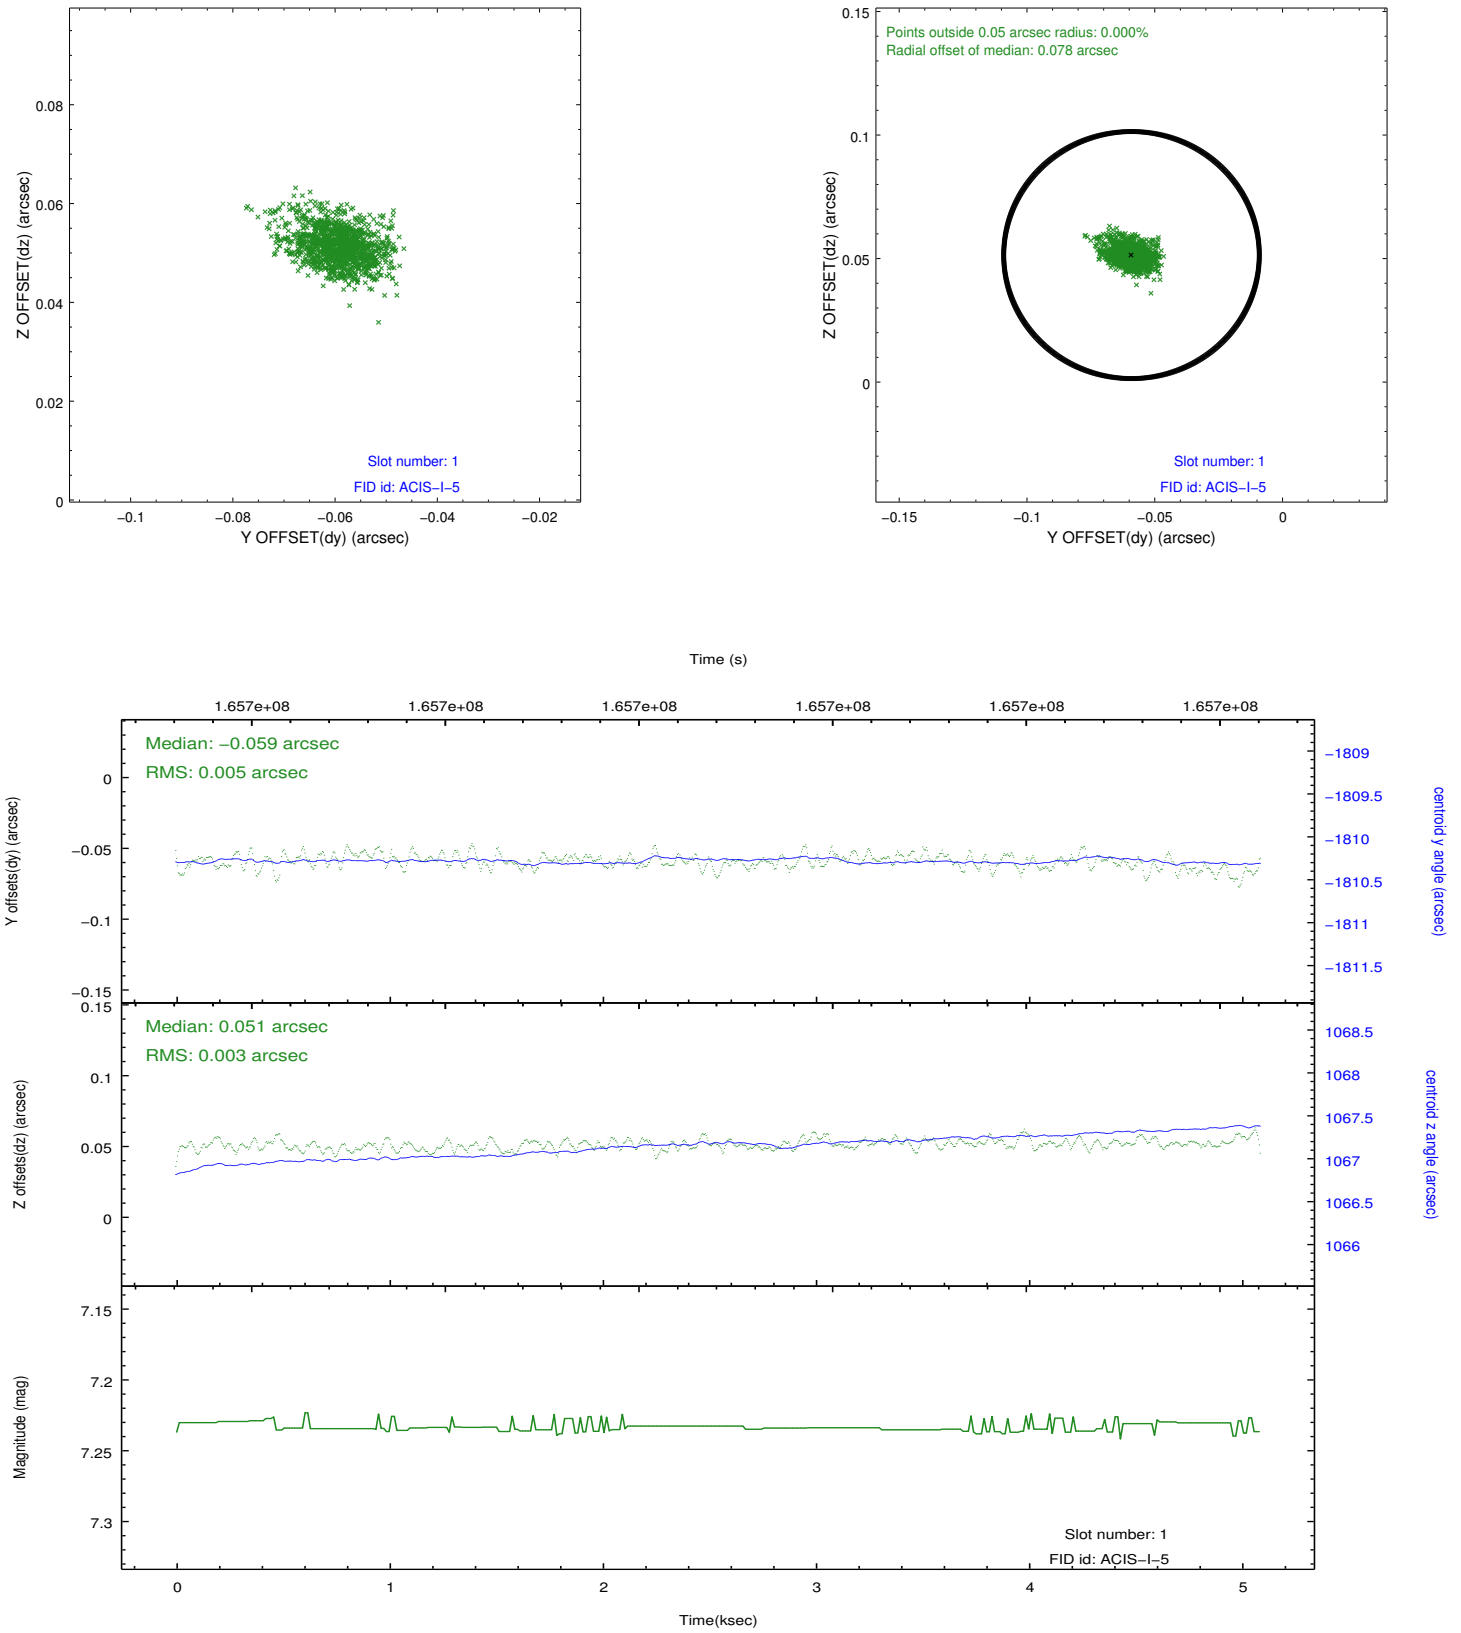 0.08
0.06
0.04
0.02
0
Z OFFSET(dz) (arcsec)
Slot number: 1
FID id: ACIS−I−5
−0.1
−0.08
−0.06
−0.04
−0.02
Y OFFSET(dy) (arcsec)
Points outside 0.05 arcsec radius: 0.000%
Radial offset of median: 0.078 arcsec
0.15
0.1
0.05
0
Z OFFSET(dz) (arcsec)
Slot number: 1
FID id: ACIS−I−5
−0.15
−0.1
−0.05
0
Y OFFSET(dy) (arcsec)
Time (s)
1.657e+08
1.657e+08
1.657e+08
1.657e+08
1.657e+08
1.657e+08
Median: −0.059 arcsec
RMS: 0.005 arcsec
0
−0.05
−0.1
−0.15
Y offsets(dy) (arcsec)
−1809
−1809.5
−1810
−1810.5
−1811
−1811.5
centroid y angle (arcsec)
Median: 0.051 arcsec
RMS: 0.003 arcsec
0.15
0.1
0.05
0
Z offsets(dz) (arcsec)
1068.5
1068
1067.5
1067
1066.5
1066
centroid z angle (arcsec)
7.15
7.2
7.25
7.3
Magnitude (mag)
Slot number: 1
FID id: ACIS−I−5
0
1
2
3
4
5
Time(ksec)